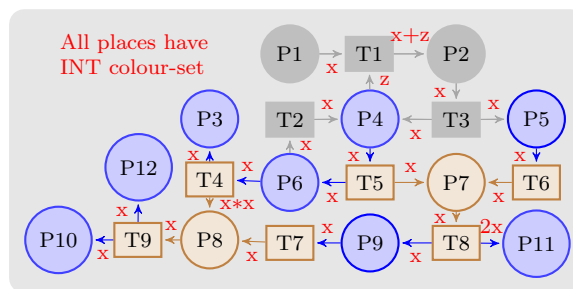 All places have
INT colour-set
P1 x T1 x+z P2
z x
P3 T2 x P4 x T3 x P5
P12 x x x x x
T4 x P6 x T5 x P7 x T6
x x*x x 2x
P10 x T9 x P8 x T7 x P9 x T8 P11